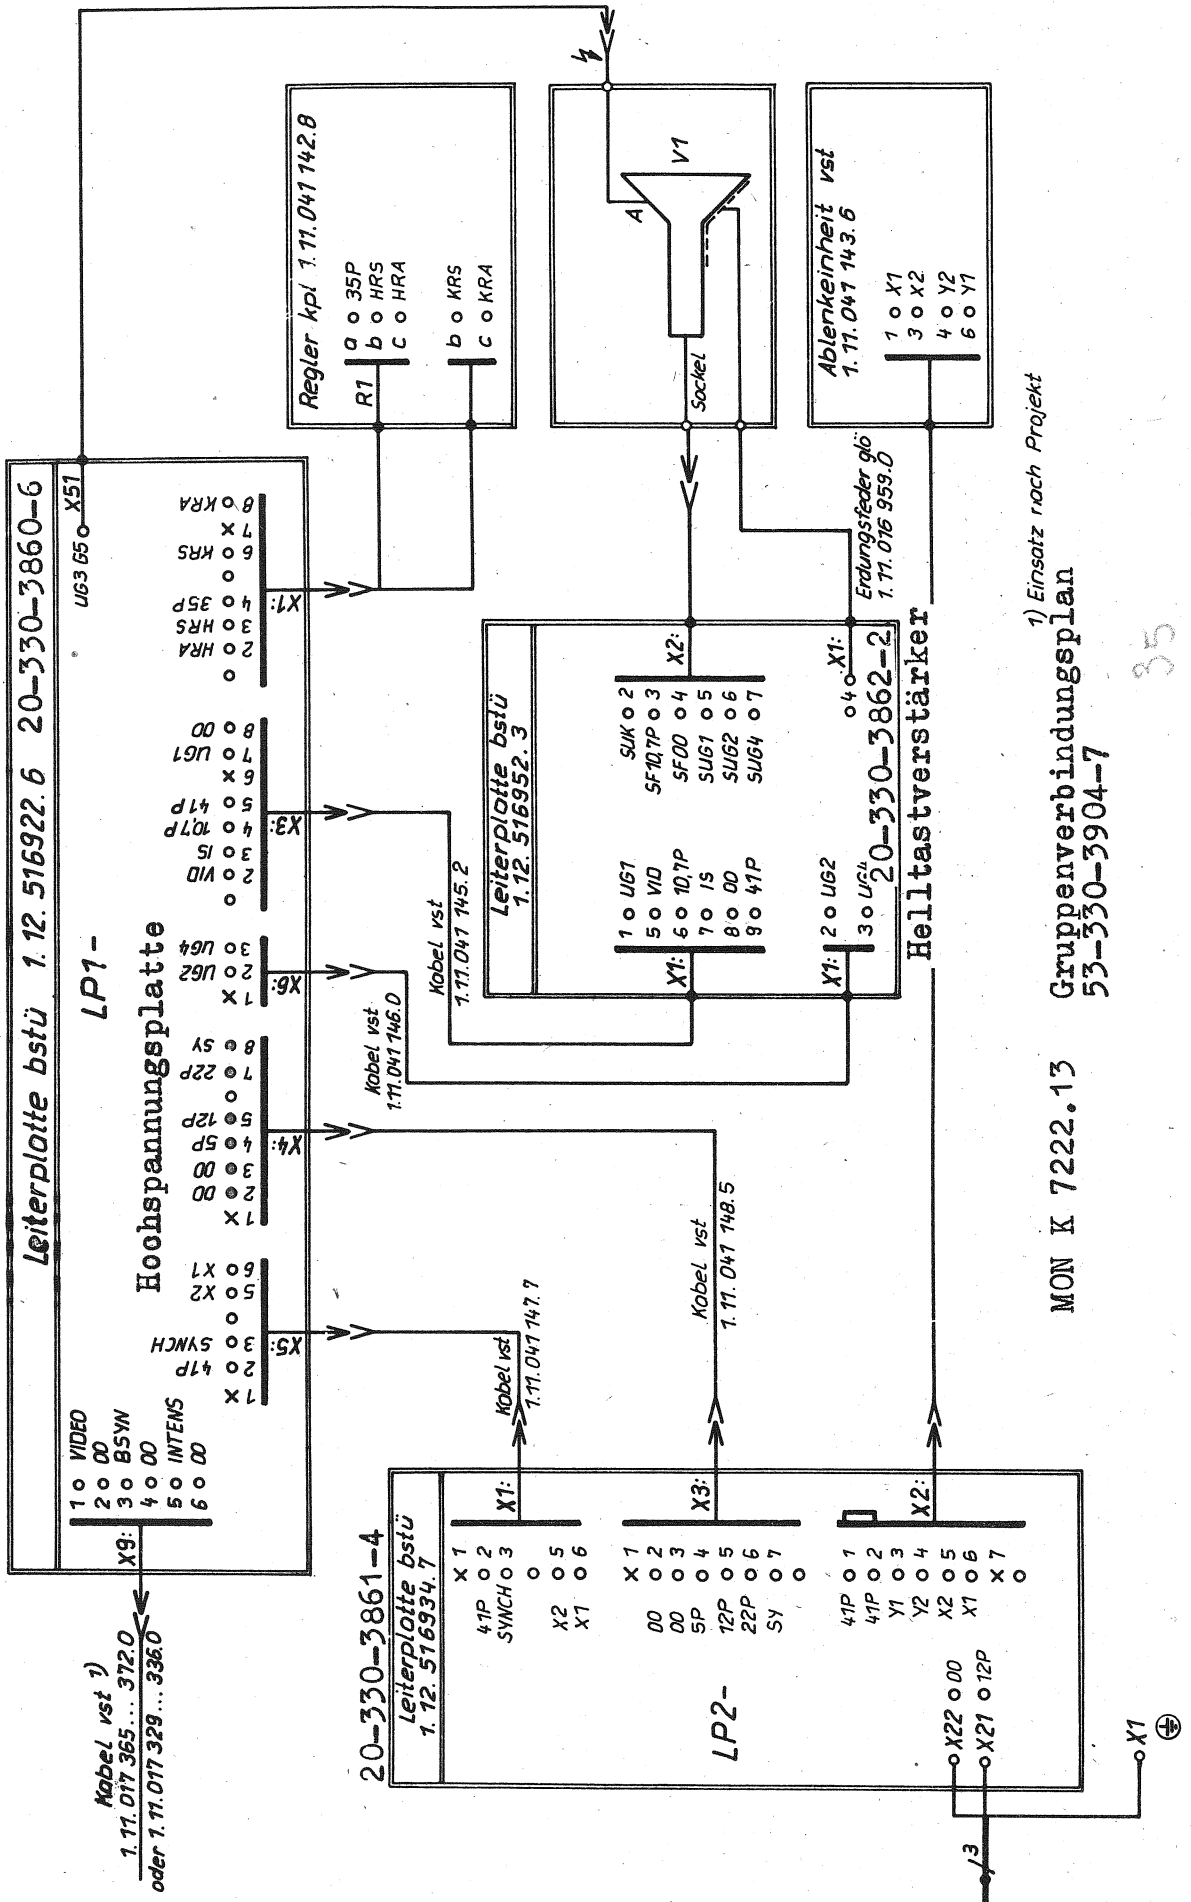 Kabel vst 1)
1.11.017 365... 372.0
oder 1.11.017 329... 336.0
Leiterplatte bstü 1.12.516922.6 20-330-3860-6
LP1-
Hochspannungsplatte
X9:
1 VIDEO
2 00
3 BSYN
4 00
5 INTENS
6 00
X5:
1 X
2 41P
3 SYNCH
5 X2
6 X1
X4:
1 X
2 00
3 00
4 5P
5 12P
7 22P
8 SY
X6:
1 X
2 UG2
3 UG4
X3:
2 VID
3 IS
4 10,7P
5 41P
6 X
7 UG1
8 00
X1:
2 HRA
3 HRS
4 35P
6 KRS
7 X
8 KRA
UG3 G5
X51
Regler kpl 1.11.041 142.8
R1
a 35P
b HRS
c HRA
b KRS
c KRA
A
V1
Sockel
Ablenkeinheit vst
1.11.041 143.6
1 X1
3 X2
4 Y2
6 Y1
Erdungsfeder glö
1.11.016 959.0
Kabel vst
1.11.041 145.2
Kabel vst
1.11.041 146.0
Kabel vst
1.11.041 147.7
Kabel vst
1.11.041 148.5
Leiterplatte bstü
1.12.516952.3
X1:
1 UG1
5 VID
6 10,7P
7 IS
8 00
9 41P
X1:
2 UG2
3
X2:
SUK 2
SF10,7P 3
SF00 4
SUG1 5
SUG2 6
SUG4 7
X1:
4
20-330-3862-2
Helltastverstärker
20-330-3861-4
Leiterplatte bstü
1.12.516934.7
LP2-
X1:
X 1
41P 2
SYNCH 3
X2 5
X1 6
X3:
X 1
00 2
00 3
5P 4
12P 5
22P 6
SY 7
X2:
41P 1
41P 2
Y1 3
Y2 4
X2 5
X1 6
X 7
X22 00
X21 12P
3
X1
1) Einsatz nach Projekt
MON K 7222.13 Gruppenverbindungsplan
53-330-3904-7
35